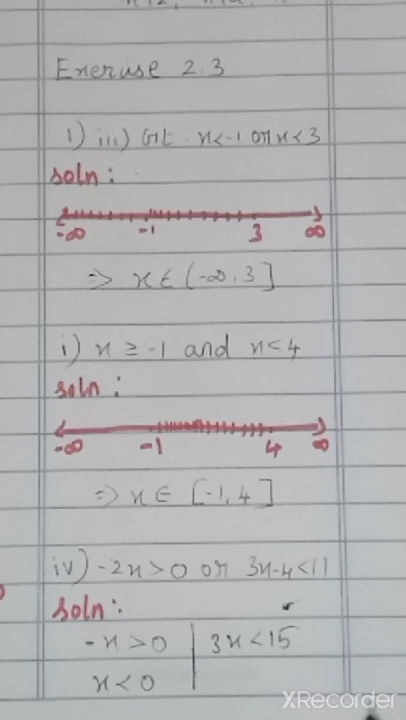 Exercise 2.3
1) iii) Git : x<-1 or x<3
soln :
-∞ -1 3 ∞
=> x ∈ (-∞, 3]
i) x ≥ -1 and x<4
soln :
-∞ -1 4 ∞
=> x ∈ [-1, 4]
iv) -2x>0 or 3x-4<11
soln :
-x>0 | 3x<15
x<0
XRecorder